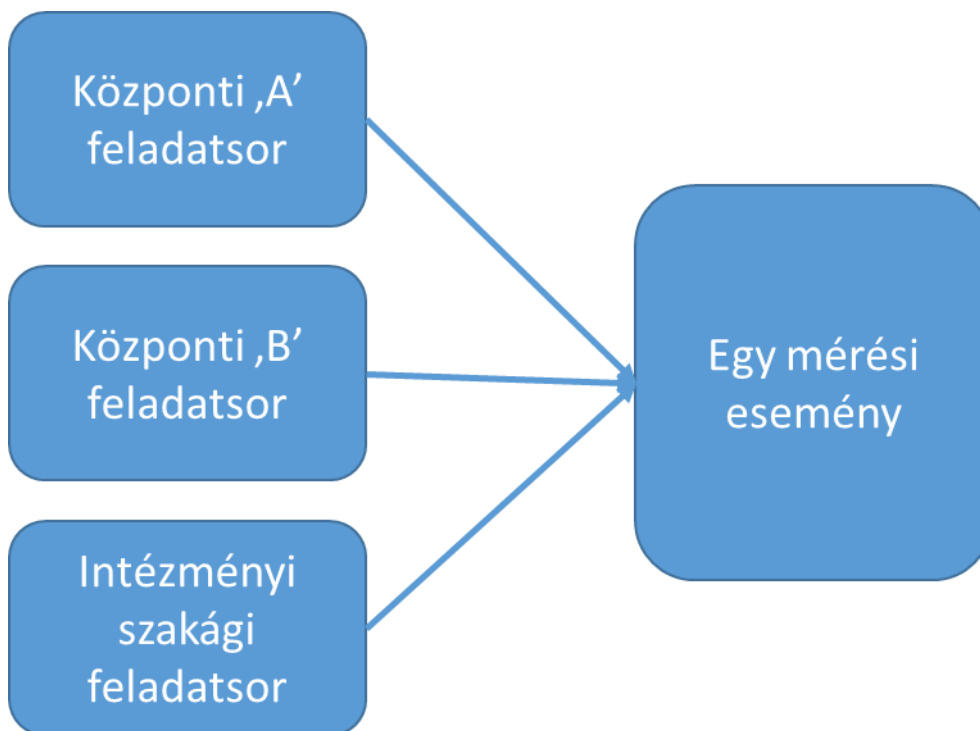 Központi ‚A’
feladatsor
Központi ‚B’
feladatsor
Intézményi
szakági
feladatsor
Egy mérési
esemény